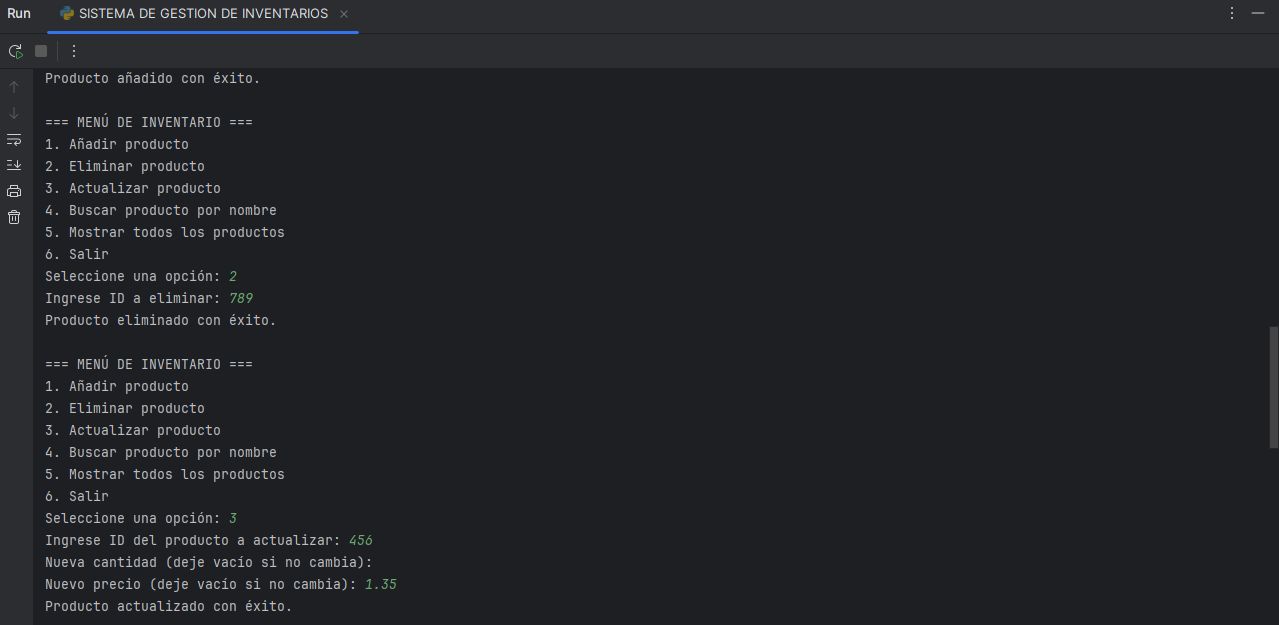 Run SISTEMA DE GESTION DE INVENTARIOS
Producto añadido con éxito.
=== MENÚ DE INVENTARIO ===
1. Añadir producto
2. Eliminar producto
3. Actualizar producto
4. Buscar producto por nombre
5. Mostrar todos los productos
6. Salir
Seleccione una opción: 2
Ingrese ID a eliminar: 789
Producto eliminado con éxito.
=== MENÚ DE INVENTARIO ===
1. Añadir producto
2. Eliminar producto
3. Actualizar producto
4. Buscar producto por nombre
5. Mostrar todos los productos
6. Salir
Seleccione una opción: 3
Ingrese ID del producto a actualizar: 456
Nueva cantidad (deje vacío si no cambia):
Nuevo precio (deje vacío si no cambia): 1.35
Producto actualizado con éxito.